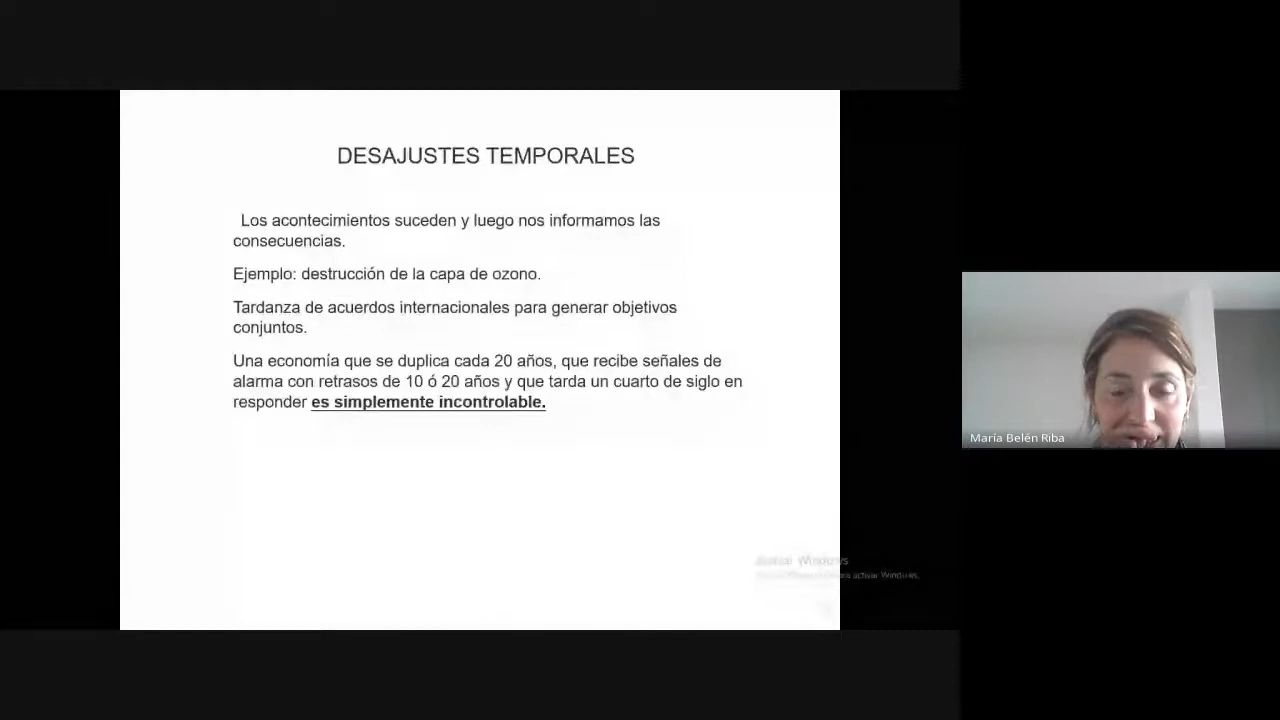 DESAJUSTES TEMPORALES
Los acontecimientos suceden y luego nos informamos las
consecuencias.
Ejemplo: destrucción de la capa de ozono.
Tardanza de acuerdos internacionales para generar objetivos
conjuntos.
Una economía que se duplica cada 20 años, que recibe señales de
alarma con retrasos de 10 ó 20 años y que tarda un cuarto de siglo en
responder es simplemente incontrolable.
María Belén Riba
Windows
activar Windows.